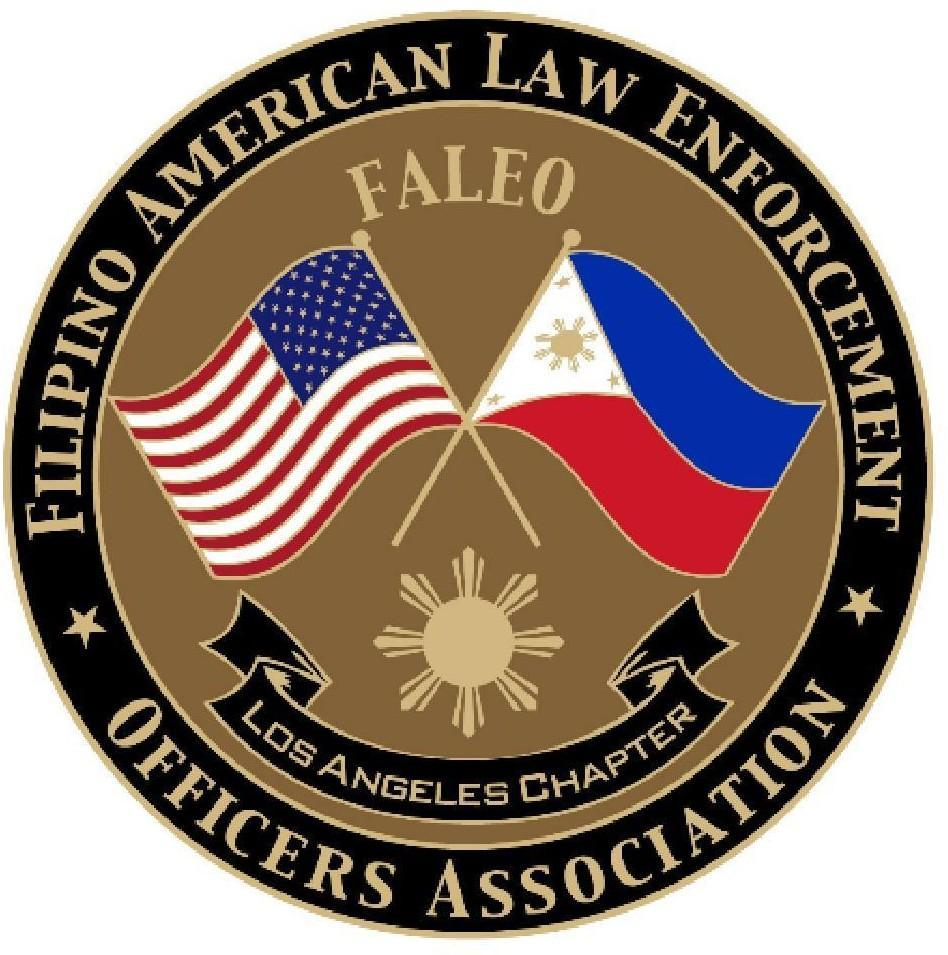 FILIPINO AMERICAN LAW ENFORCEMENT
OFFICERS ASSOCIATION
FALEO
LOS ANGELES CHAPTER